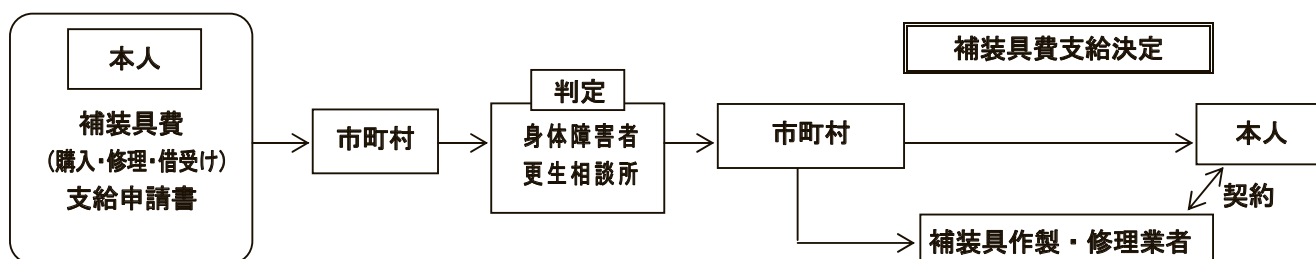 本人
補装具費
（購入・修理・借受け）
支給申請書
市町村
判定
身体障害者
更生相談所
市町村
補装具費支給決定
本人
契約
補装具作製・修理業者